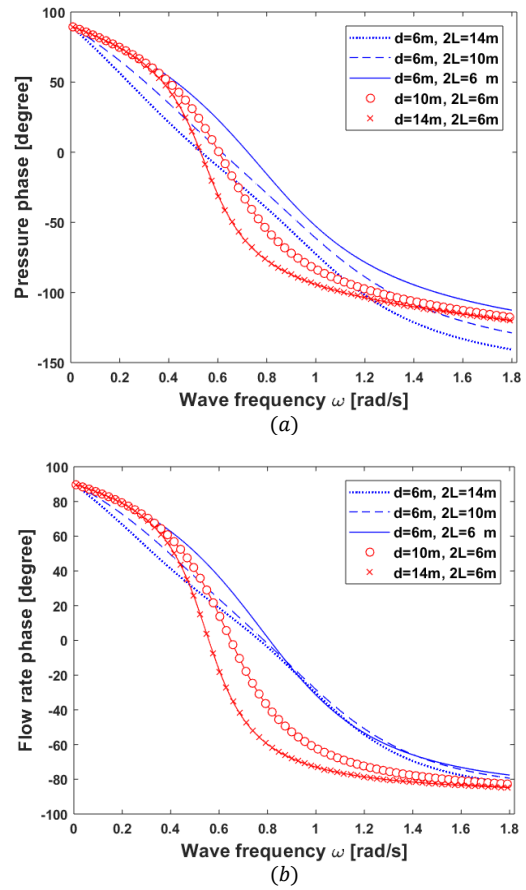 100
50
0
-50
-100
-150
Pressure phase [degree]
0 0.2 0.4 0.6 0.8 1 1.2 1.4 1.6 1.8
Wave frequency ω [rad/s]
d=6m, 2L=14m
d=6m, 2L=10m
d=6m, 2L=6 m
d=10m, 2L=6m
d=14m, 2L=6m
(a)
100
80
60
40
20
0
-20
-40
-60
-80
-100
Flow rate phase [degree]
0 0.2 0.4 0.6 0.8 1 1.2 1.4 1.6 1.8
Wave frequency ω [rad/s]
d=6m, 2L=14m
d=6m, 2L=10m
d=6m, 2L=6 m
d=10m, 2L=6m
d=14m, 2L=6m
(b)